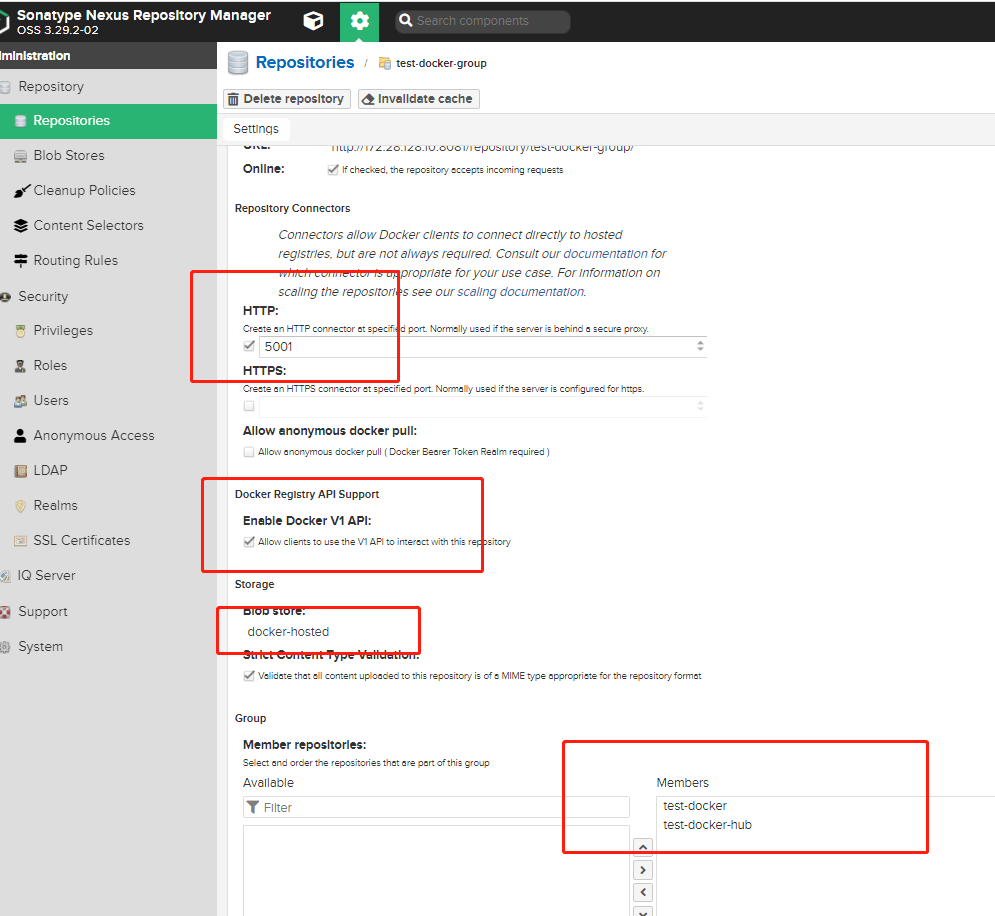 Sonatype Nexus Repository Manager
OSS 3.29.2-02
Search components
ministration
Repository
Repositories
Blob Stores
Cleanup Policies
Content Selectors
Routing Rules
Security
Privileges
Roles
Users
Anonymous Access
LDAP
Realms
SSL Certificates
IQ Server
Support
System
Repositories / test-docker-group
Delete repository
Invalidate cache
Settings
URL: http://172.28.128.10:8081/repository/test-docker-group/
Online: If checked, the repository accepts incoming requests
Repository Connectors
Connectors allow Docker clients to connect directly to hosted
registries, but are not always required. Consult our documentation for
which connector is appropriate for your use case. For information on
scaling the repositories see our scaling documentation.
HTTP:
Create an HTTP connector at specified port. Normally used if the server is behind a secure proxy.
5001
HTTPS:
Create an HTTPS connector at specified port. Normally used if the server is configured for https.
Allow anonymous docker pull:
Allow anonymous docker pull ( Docker Bearer Token Realm required )
Docker Registry API Support
Enable Docker V1 API:
Allow clients to use the V1 API to interact with this repository
Storage
Blob store:
docker-hosted
Strict Content Type Validation:
Validate that all content uploaded to this repository is of a MIME type appropriate for the repository format
Group
Member repositories:
Select and order the repositories that are part of this group
Available
Filter
Members
test-docker
test-docker-hub